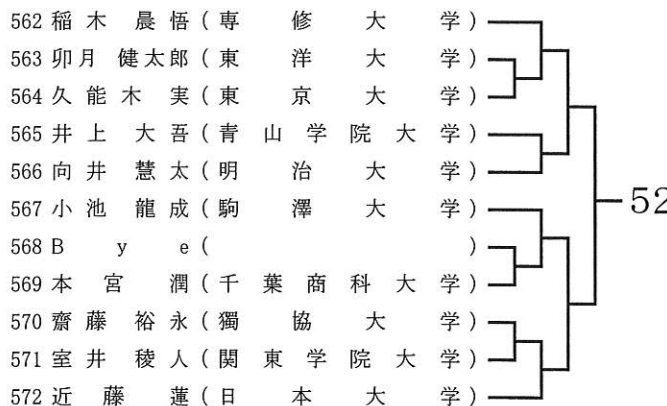 562 稲木 晨悟 (専修大学)
563 卯月 健太郎 (東洋大学)
564 久能木 実 (東京大学)
565 井上 大吾 (青山学院大学)
566 向井 慧太 (明治大学)
567 小池 龍成 (駒澤大学)
568 Bye ( )
569 本宮 潤 (千葉商科大学)
570 齋藤 裕永 (獨協大学)
571 室井 稜人 (関東学院大学)
572 近藤 蓮 (日本大学)
52